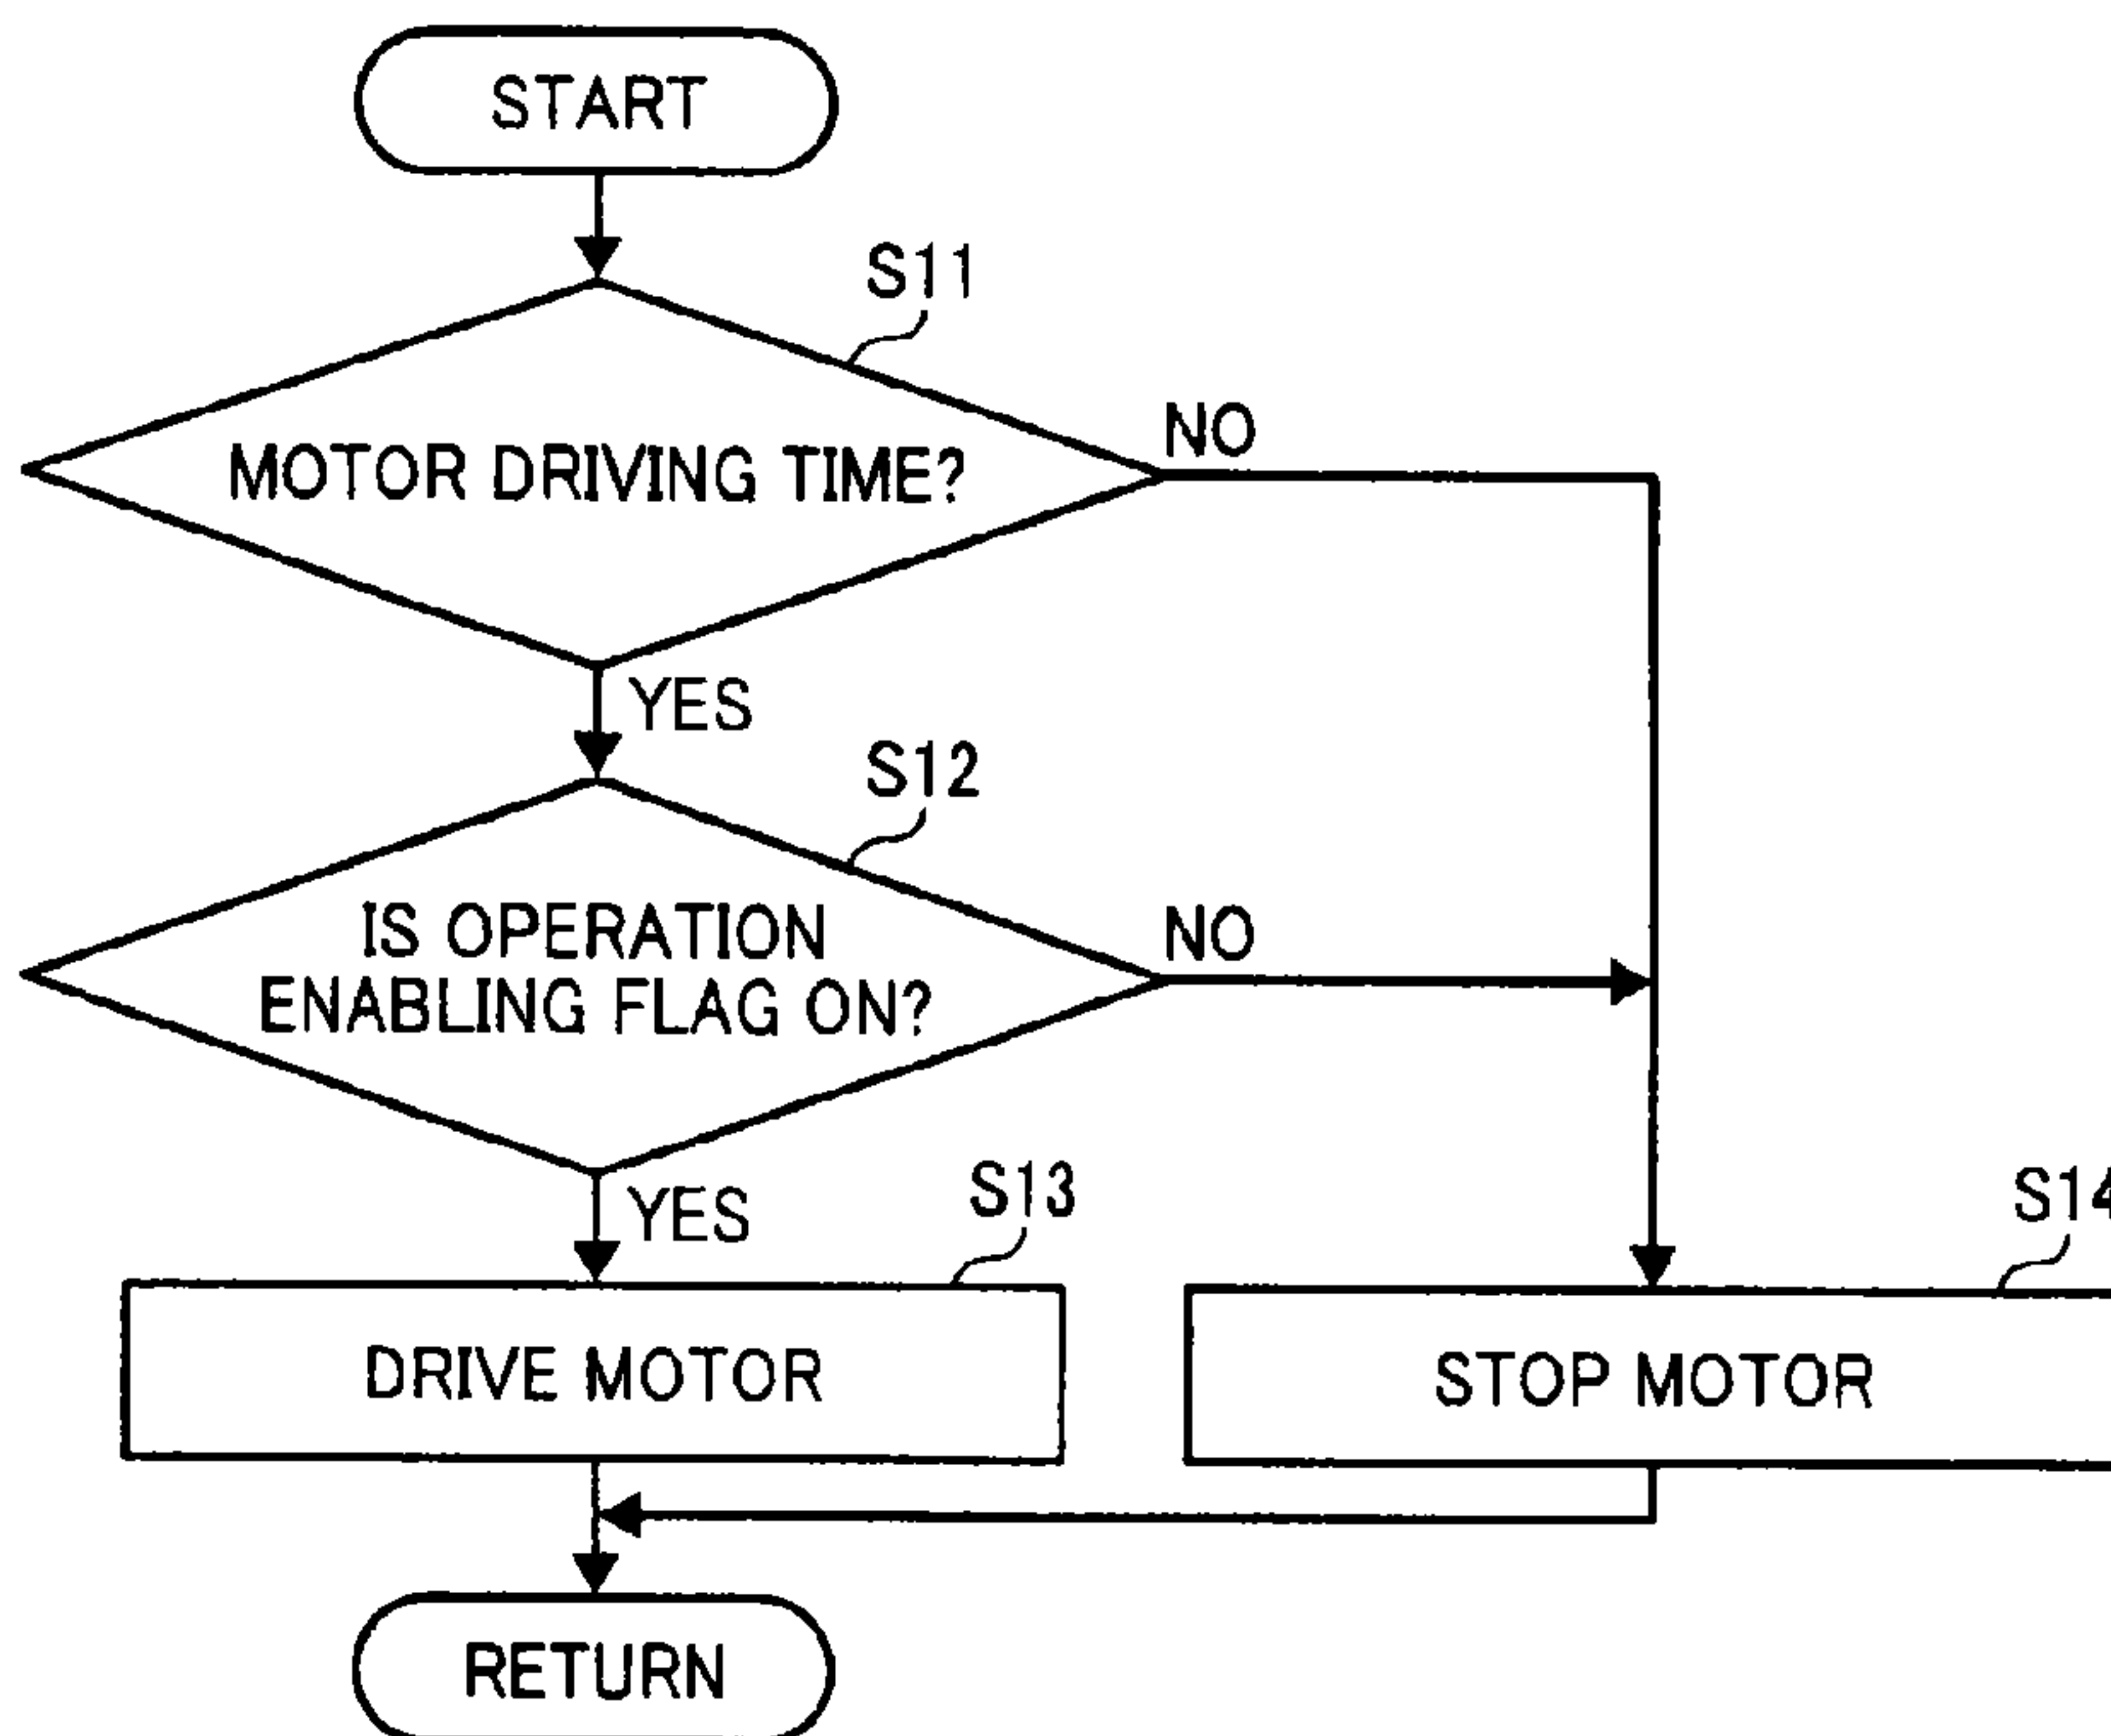 START
S11
MOTOR DRIVING TIME?
NO
YES
S12
IS OPERATION
ENABLING FLAG ON?
NO
YES
S13
DRIVE MOTOR
S14
STOP MOTOR
RETURN